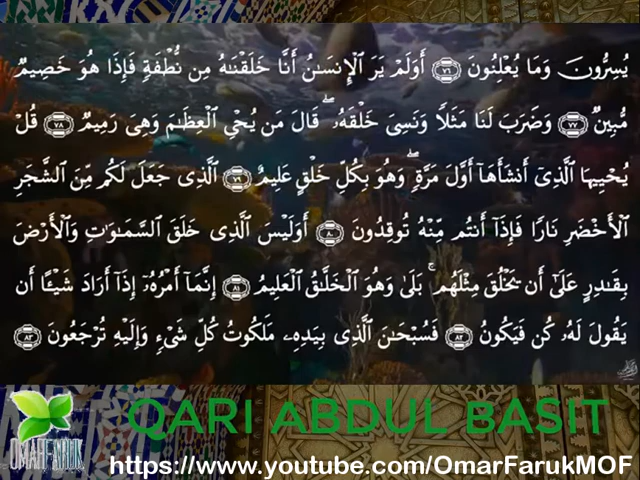 يُسِرُّونَ وَمَا يُعْلِنُونَ ﴿٧٦﴾ أَوَلَمْ يَرَ ٱلْإِنسَـٰنُ أَنَّا خَلَقْنَـٰهُ مِن نُّطْفَةٍ فَإِذَا هُوَ خَصِيمٌ
مُّبِينٌ ﴿٧٧﴾ وَضَرَبَ لَنَا مَثَلًا وَنَسِىَ خَلْقَهُۥ ۖ قَالَ مَن يُحْىِ ٱلْعِظَـٰمَ وَهِىَ رَمِيمٌ ﴿٧٨﴾ قُلْ
يُحْيِيهَا ٱلَّذِىٓ أَنشَأَهَآ أَوَّلَ مَرَّةٍ ۖ وَهُوَ بِكُلِّ خَلْقٍ عَلِيمٌ ﴿٧٩﴾ ٱلَّذِى جَعَلَ لَكُم مِّنَ ٱلشَّجَرِ
ٱلْأَخْضَرِ نَارًا فَإِذَآ أَنتُم مِّنْهُ تُوقِدُونَ ﴿٨٠﴾ أَوَلَيْسَ ٱلَّذِى خَلَقَ ٱلسَّمَـٰوَٰتِ وَٱلْأَرْضَ
بِقَـٰدِرٍ عَلَىٰٓ أَن يَخْلُقَ مِثْلَهُم ۚ بَلَىٰ وَهُوَ ٱلْخَلَّـٰقُ ٱلْعَلِيمُ ﴿٨١﴾ إِنَّمَآ أَمْرُهُۥٓ إِذَآ أَرَادَ شَيْـًٔا أَن
يَقُولَ لَهُۥ كُن فَيَكُونُ ﴿٨٢﴾ فَسُبْحَـٰنَ ٱلَّذِى بِيَدِهِۦ مَلَكُوتُ كُلِّ شَىْءٍ وَإِلَيْهِ تُرْجَعُونَ ﴿٨٣﴾
QARI ABDUL BASIT
OMAR FARUK
https://www.youtube.com/OmarFarukMOF